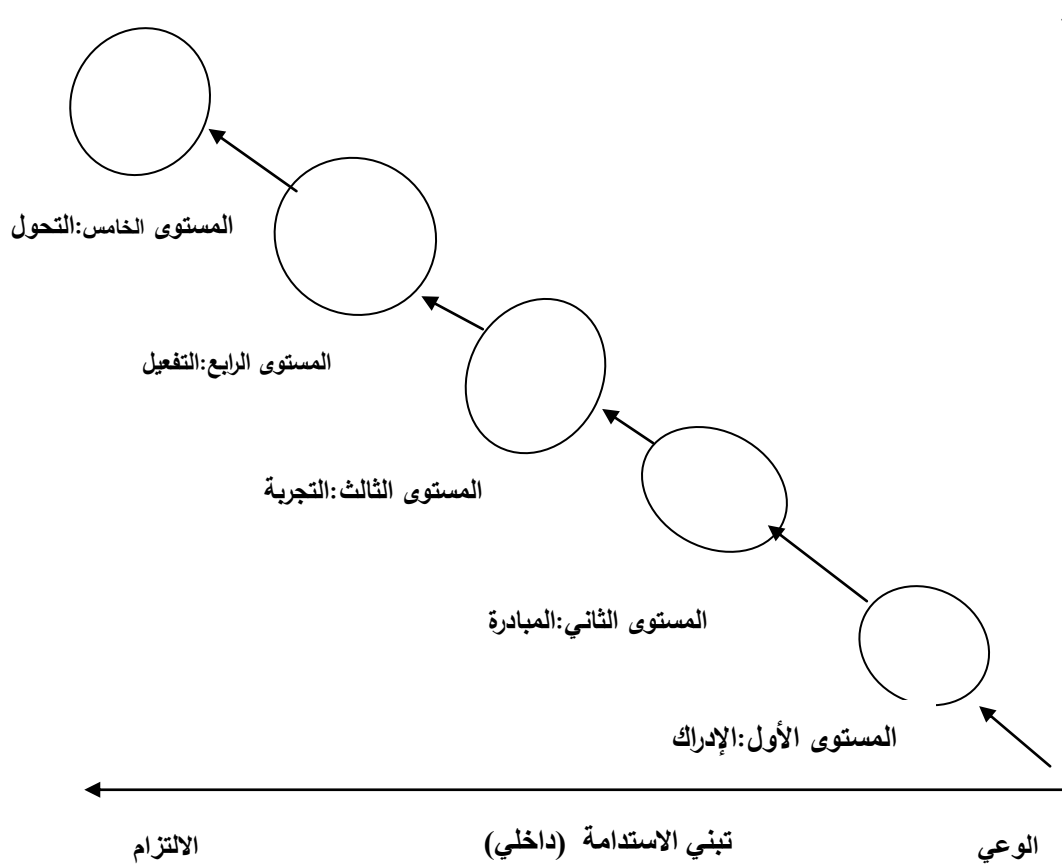 المستوى الخامس:التحول
المستوى الرابع:التفعيل
المستوى الثالث:التجربة
المستوى الثاني:المبادرة
المستوى الأول:الإدراك
الوعي
تبني الاستدامة (داخلي)
الالتزام